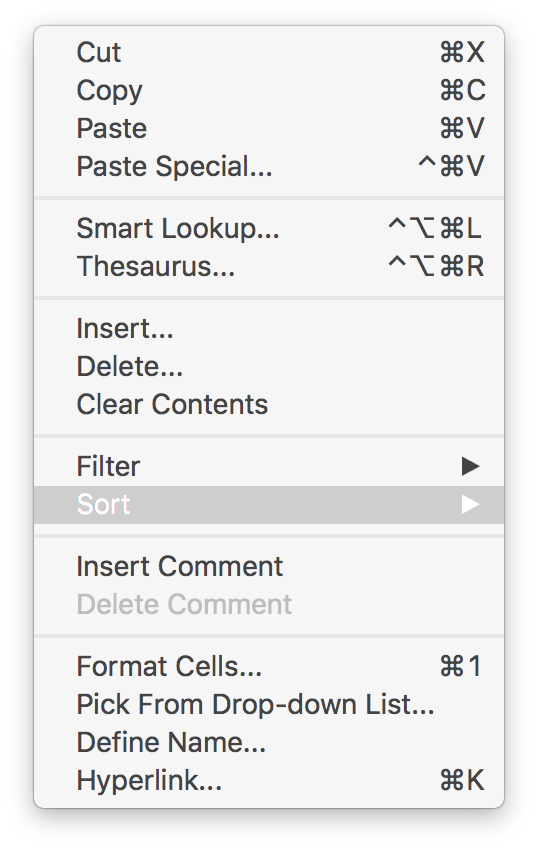 Cut ⌘X
Copy ⌘C
Paste ⌘V
Paste Special... ^⌘V
Smart Lookup... ^⌥⌘L
Thesaurus... ^⌥⌘R
Insert...
Delete...
Clear Contents
Filter ▶
Sort ▶
Insert Comment
Delete Comment
Format Cells... ⌘1
Pick From Drop-down List...
Define Name...
Hyperlink... ⌘K